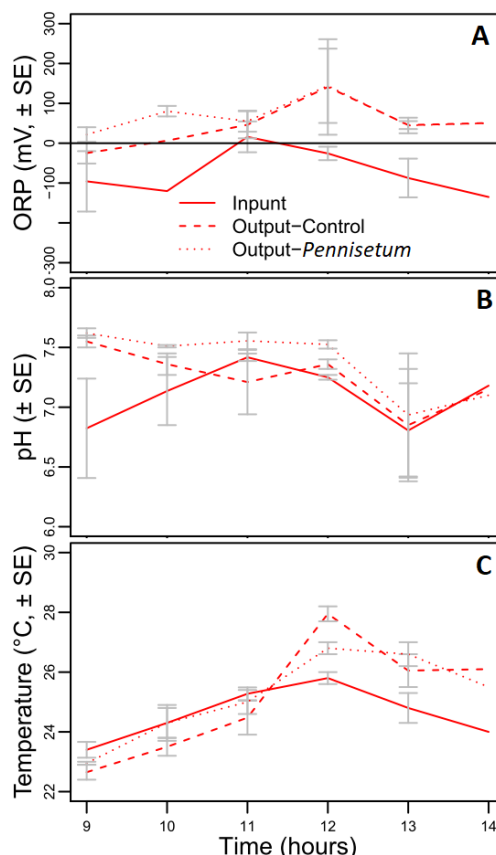 A
ORP (mV, ± SE)
300
200
100
0
-100
-300
Inpunt
Output-Control
Output-Pennisetum
B
pH (± SE)
8.0
7.5
7.0
6.5
6.0
C
Temperature (°C, ± SE)
30
28
26
24
22
9 10 11 12 13 14
Time (hours)